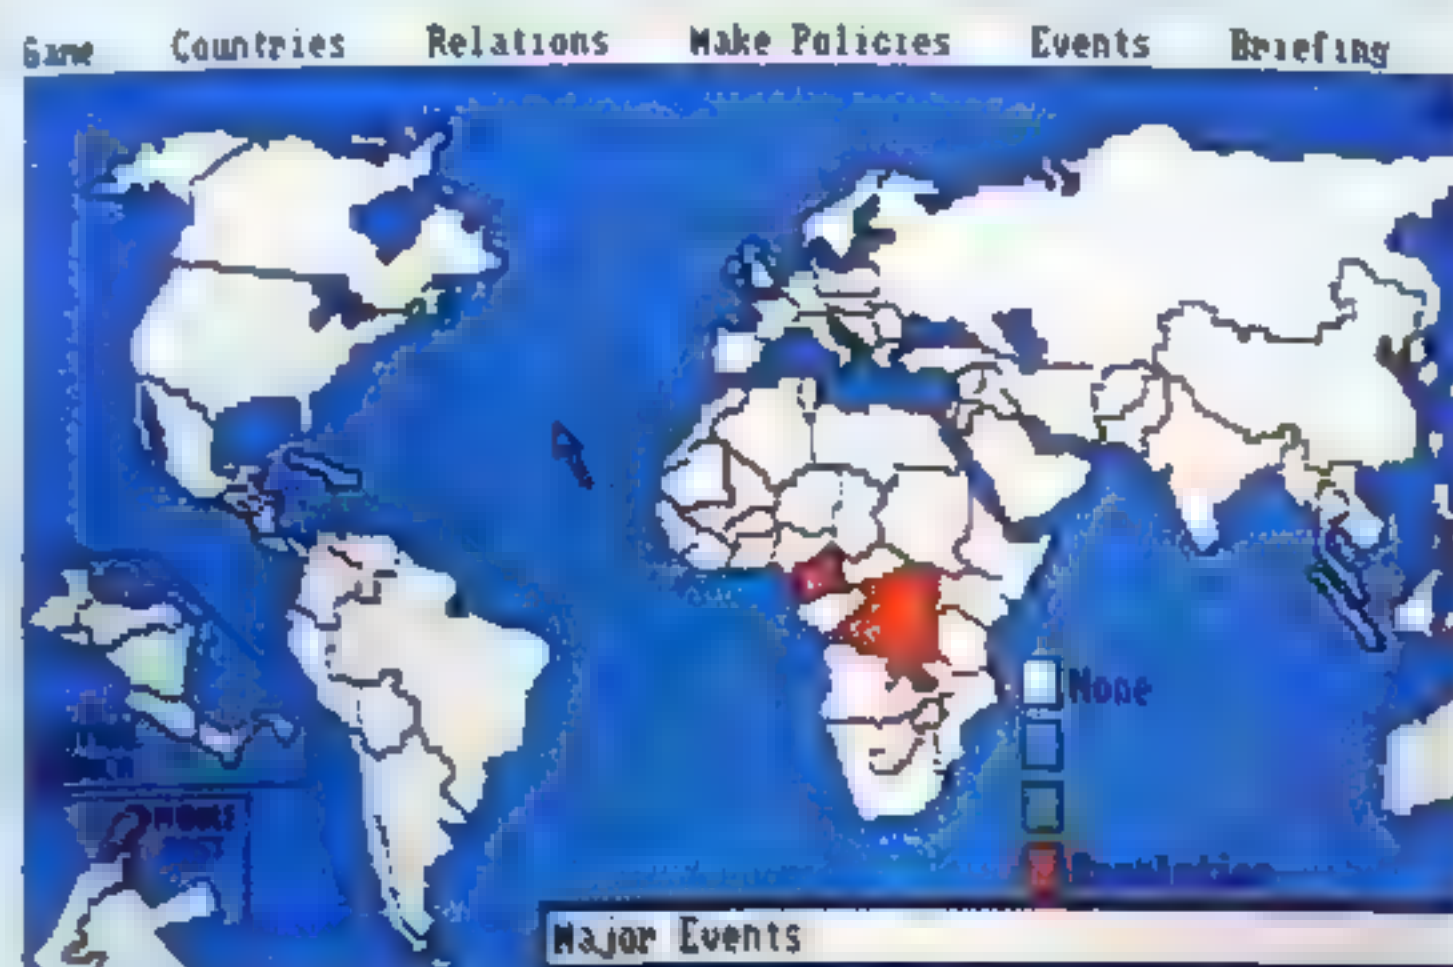 Game Countries Relations Make Policies Events Briefing
None
Major Events